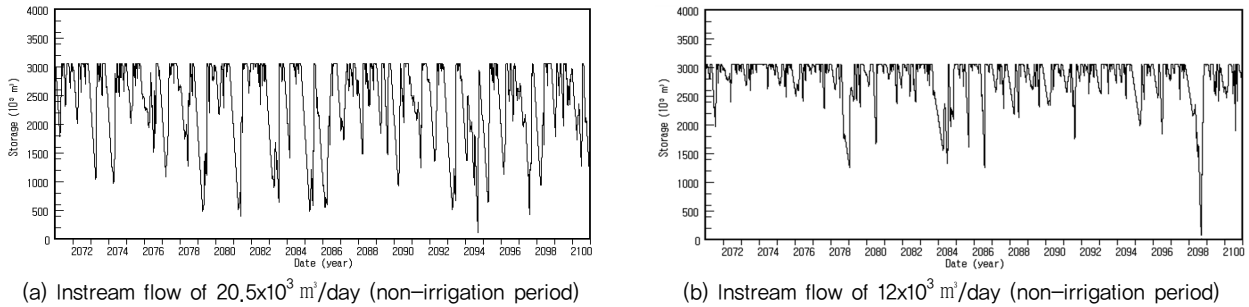 4000
3500
3000
2500
2000
1500
1000
500
0
Storage (10³ m³)
2072 2074 2076 2078 2080 2082 2084 2086 2088 2090 2092 2094 2096 2098 2100
Date (year)
(a) Instream flow of 20.5x10³ m³/day (non-irrigation period)
4000
3500
3000
2500
2000
1500
1000
500
0
Storage (10³ m³)
2072 2074 2076 2078 2080 2082 2084 2086 2088 2090 2092 2094 2096 2098 2100
Date (year)
(b) Instream flow of 12x10³ m³/day (non-irrigation period)